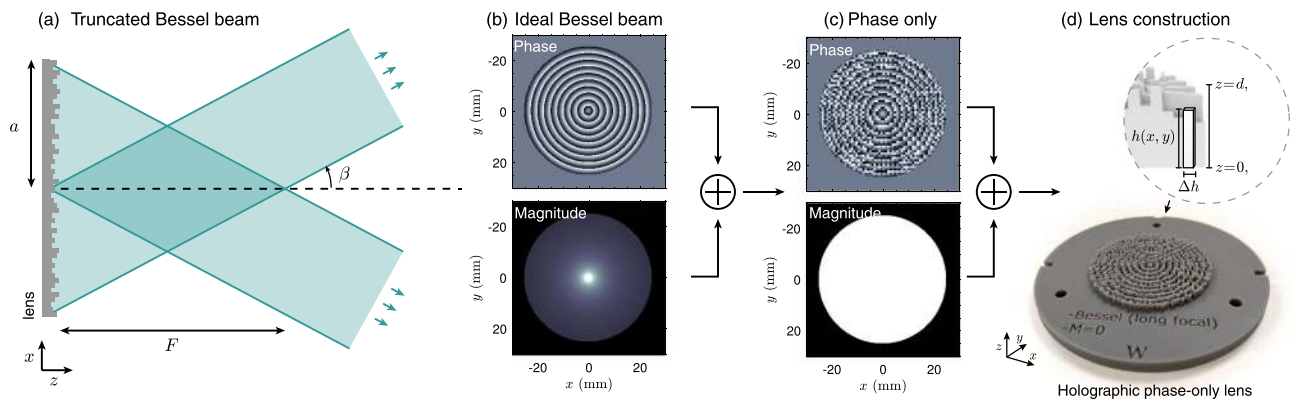 (a) Truncated Bessel beam
a
β
lens
F
x
z
(b) Ideal Bessel beam
Phase
-20
0
20
y (mm)
Magnitude
-20
0
20
y (mm)
-20 0 20
x (mm)
(c) Phase only
Phase
-20
0
20
y (mm)
Magnitude
-20
0
20
y (mm)
-20 0 20
x (mm)
(d) Lens construction
z=d,
h(x, y)
z=0,
Δh
-Bessel (long focal)
-M=0
W
z
y
x
Holographic phase-only lens